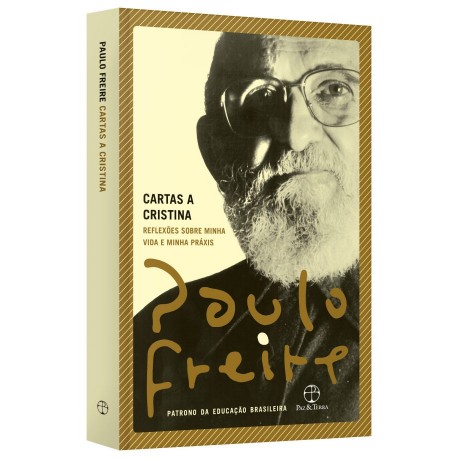 PAULO FREIRE CARTAS A CRISTINA
CARTAS A
CRISTINA
REFLEXÕES SOBRE MINHA
VIDA E MINHA PRÁXIS
Paulo
Freire
PATRONO DA EDUCAÇÃO BRASILEIRA
PAZ & TERRA